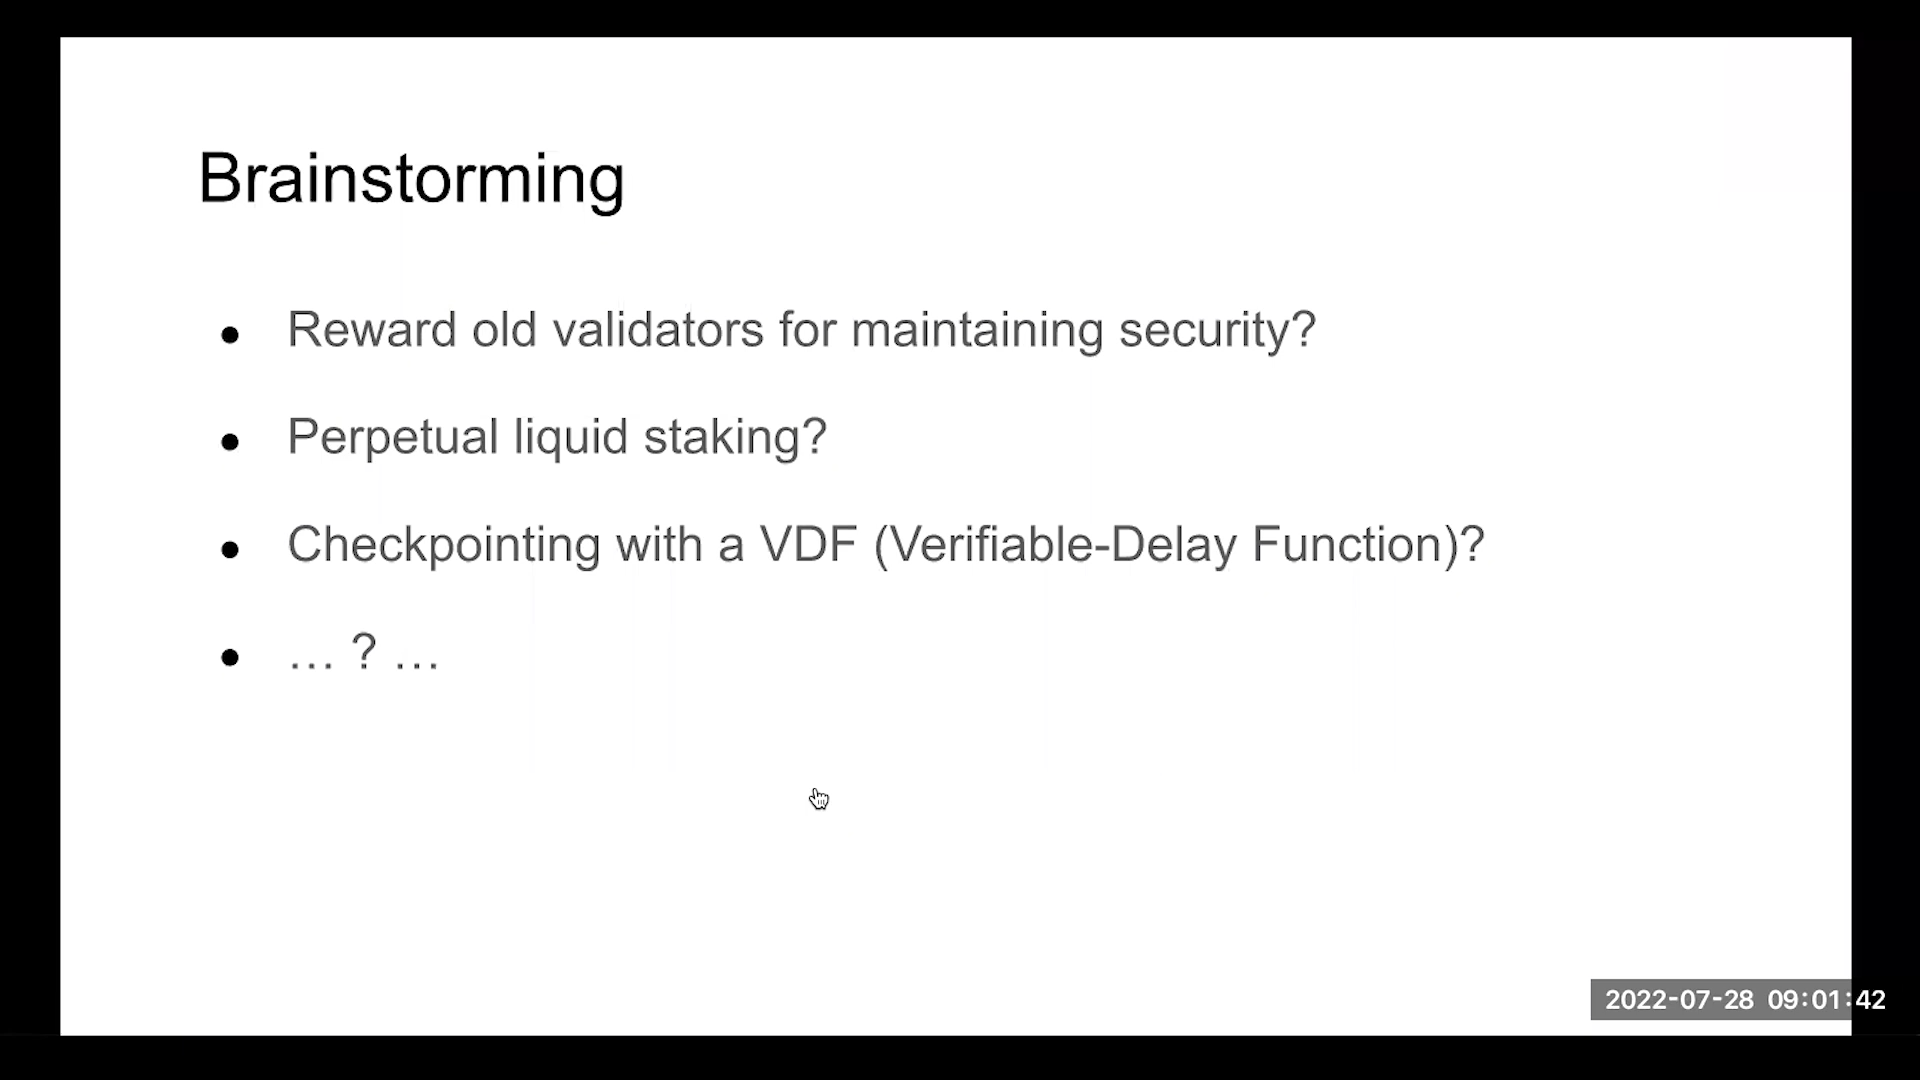 Brainstorming
● Reward old validators for maintaining security?
● Perpetual liquid staking?
● Checkpointing with a VDF (Verifiable-Delay Function)?
● … ? …
2022-07-28 09:01:42